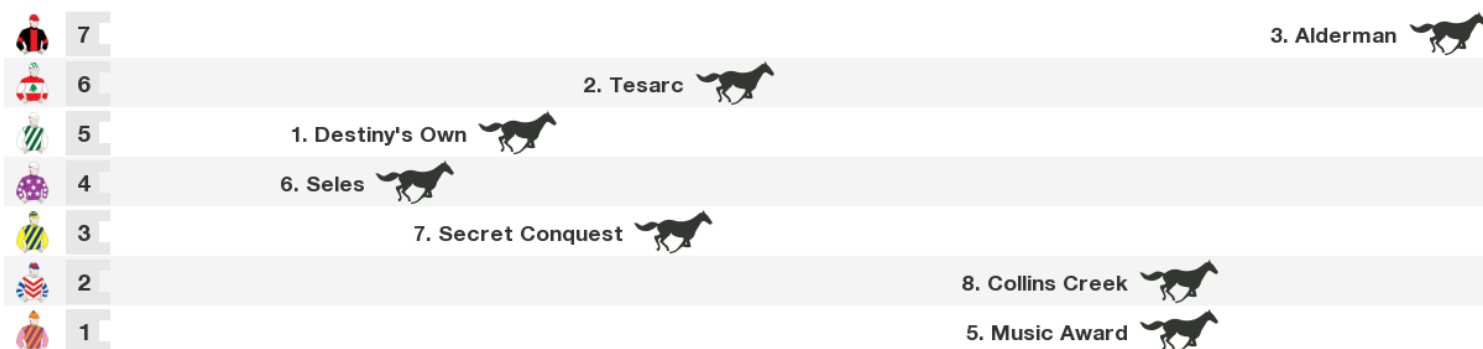 7 3. Alderman
6 2. Tesarc
5 1. Destiny's Own
4 6. Seles
3 7. Secret Conquest
2 8. Collins Creek
1 5. Music Award